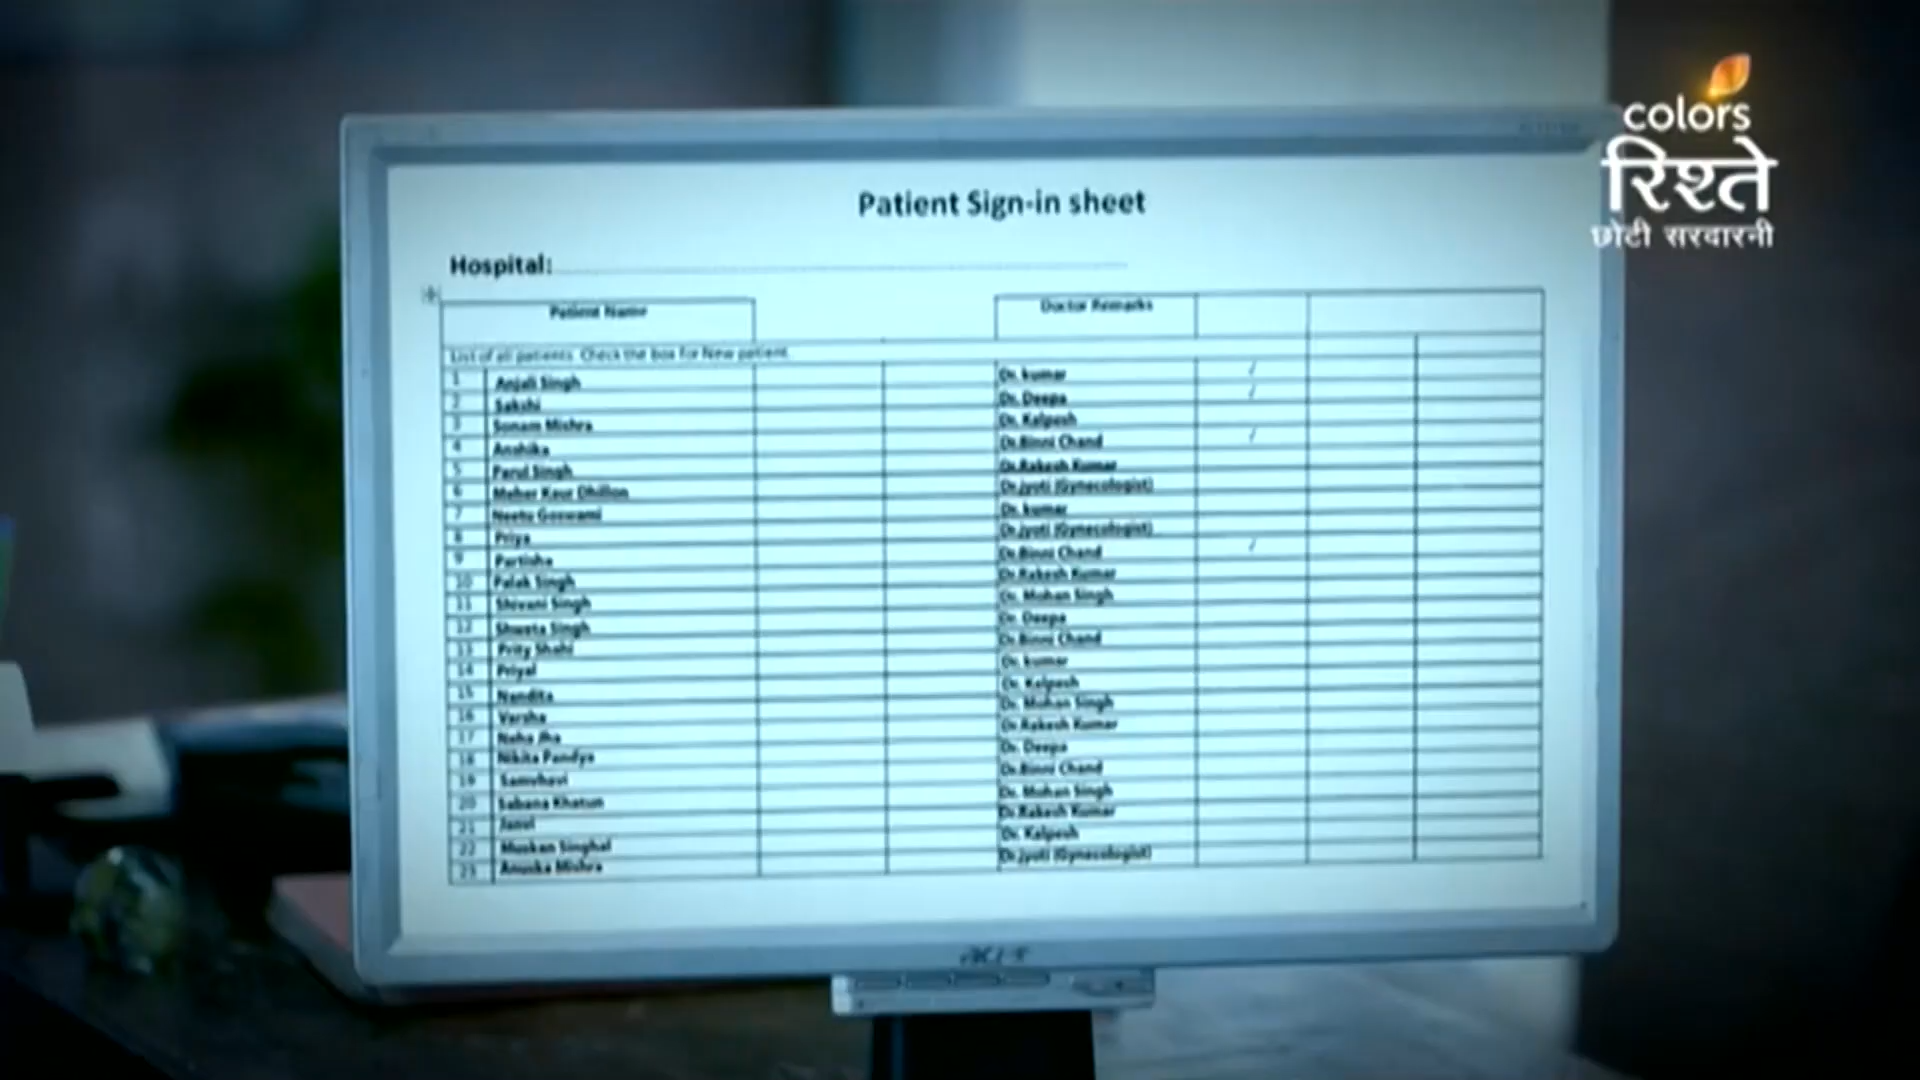 colors
रिश्ते
छोटी सरदारनी
Patient Sign-in sheet
Hospital:
Patient Name Doctor Remarks
List of all patients. Check the box for New patient.
1 Anjali Singh Dr. kumar ✓
2 Sakshi Dr. Deepa ✓
3 Sonam Mishra Dr. Kalpesh
4 Anshika Dr.Binni Chand ✓
5 Parul Singh Dr.Rakesh Kumar
6 Meher Kaur Dhillon Dr.Jyoti (Gynecologist)
7 Neetu Goswami Dr. kumar
8 Priya Dr.Jyoti (Gynecologist)
9 Partisha Dr.Binni Chand ✓
10 Palak Singh Dr.Rakesh Kumar
11 Shivani Singh Dr. Mohan Singh
12 Shweta Singh Dr. Deepa
13 Prity Shahi Dr.Binni Chand
14 Priyal Dr. kumar
15 Nandita Dr. Kalpesh
16 Varsha Dr. Mohan Singh
17 Neha Jha Dr.Rakesh Kumar
18 Nikita Pandya Dr. Deepa
19 Dr.Binni Chand
20 Sabana Khatun Dr. Mohan Singh
21 Janvi Dr.Rakesh Kumar
22 Muskan Singhal Dr. Kalpesh
23 Anuska Mishra Dr.Jyoti (Gynecologist)
acer